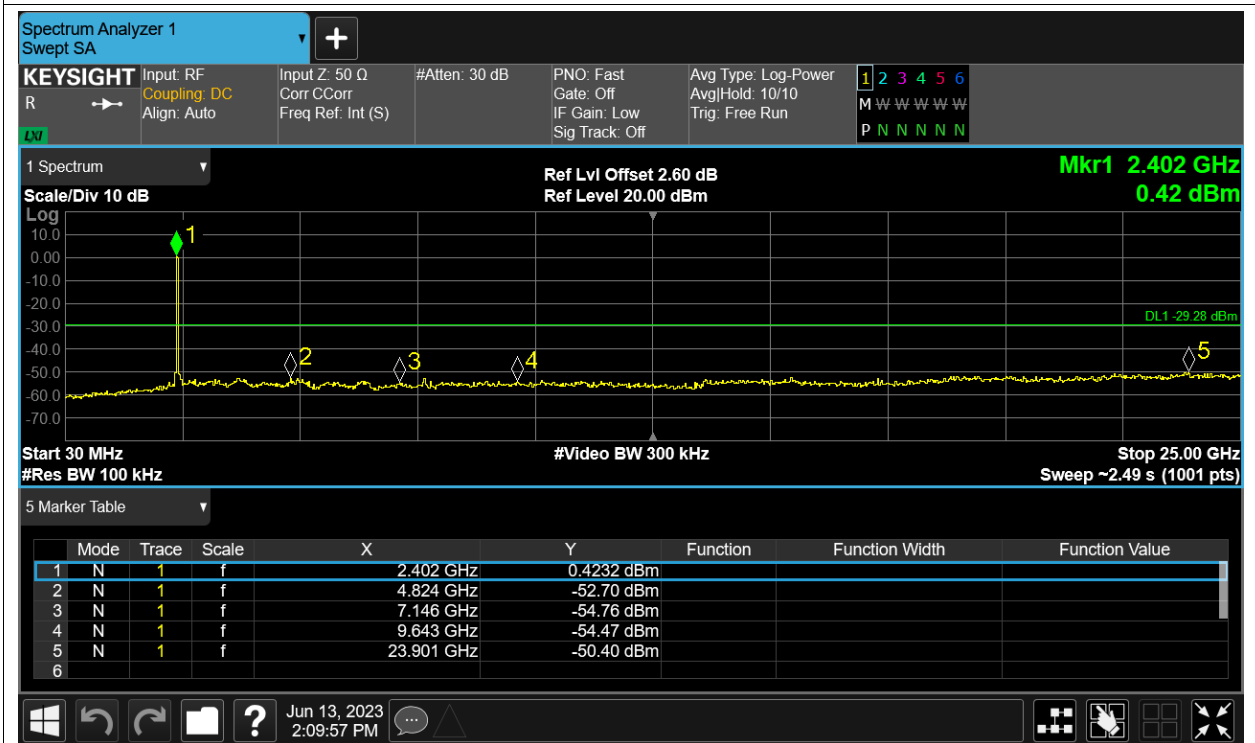 Spectrum Analyzer 1
Swept SA
KEYSIGHT Input: RF Input Z: 50 Ω #Atten: 30 dB PNO: Fast Avg Type: Log-Power 1 2 3 4 5 6
R Coupling: DC Corr CCorr Gate: Off Avg|Hold: 10/10 M W W W W W
Align: Auto Freq Ref: Int (S) IF Gain: Low Trig: Free Run
LXI Sig Track: Off P N N N N N
1 Spectrum Ref Lvl Offset 2.60 dB Mkr1 2.402 GHz
Scale/Div 10 dB Ref Level 20.00 dBm 0.42 dBm
Log
10.0 1
0.00
-10.0
-20.0
DL1 -29.28 dBm
-30.0
-40.0 2 3 4 5
-50.0
-60.0
-70.0
Start 30 MHz #Video BW 300 kHz Stop 25.00 GHz
#Res BW 100 kHz Sweep ~2.49 s (1001 pts)
5 Marker Table
Mode Trace Scale X Y Function Function Width Function Value
1 N 1 f 2.402 GHz 0.4232 dBm
2 N 1 f 4.824 GHz -52.70 dBm
3 N 1 f 7.146 GHz -54.76 dBm
4 N 1 f 9.643 GHz -54.47 dBm
5 N 1 f 23.901 GHz -50.40 dBm
6
? Jun 13, 2023
2:09:57 PM